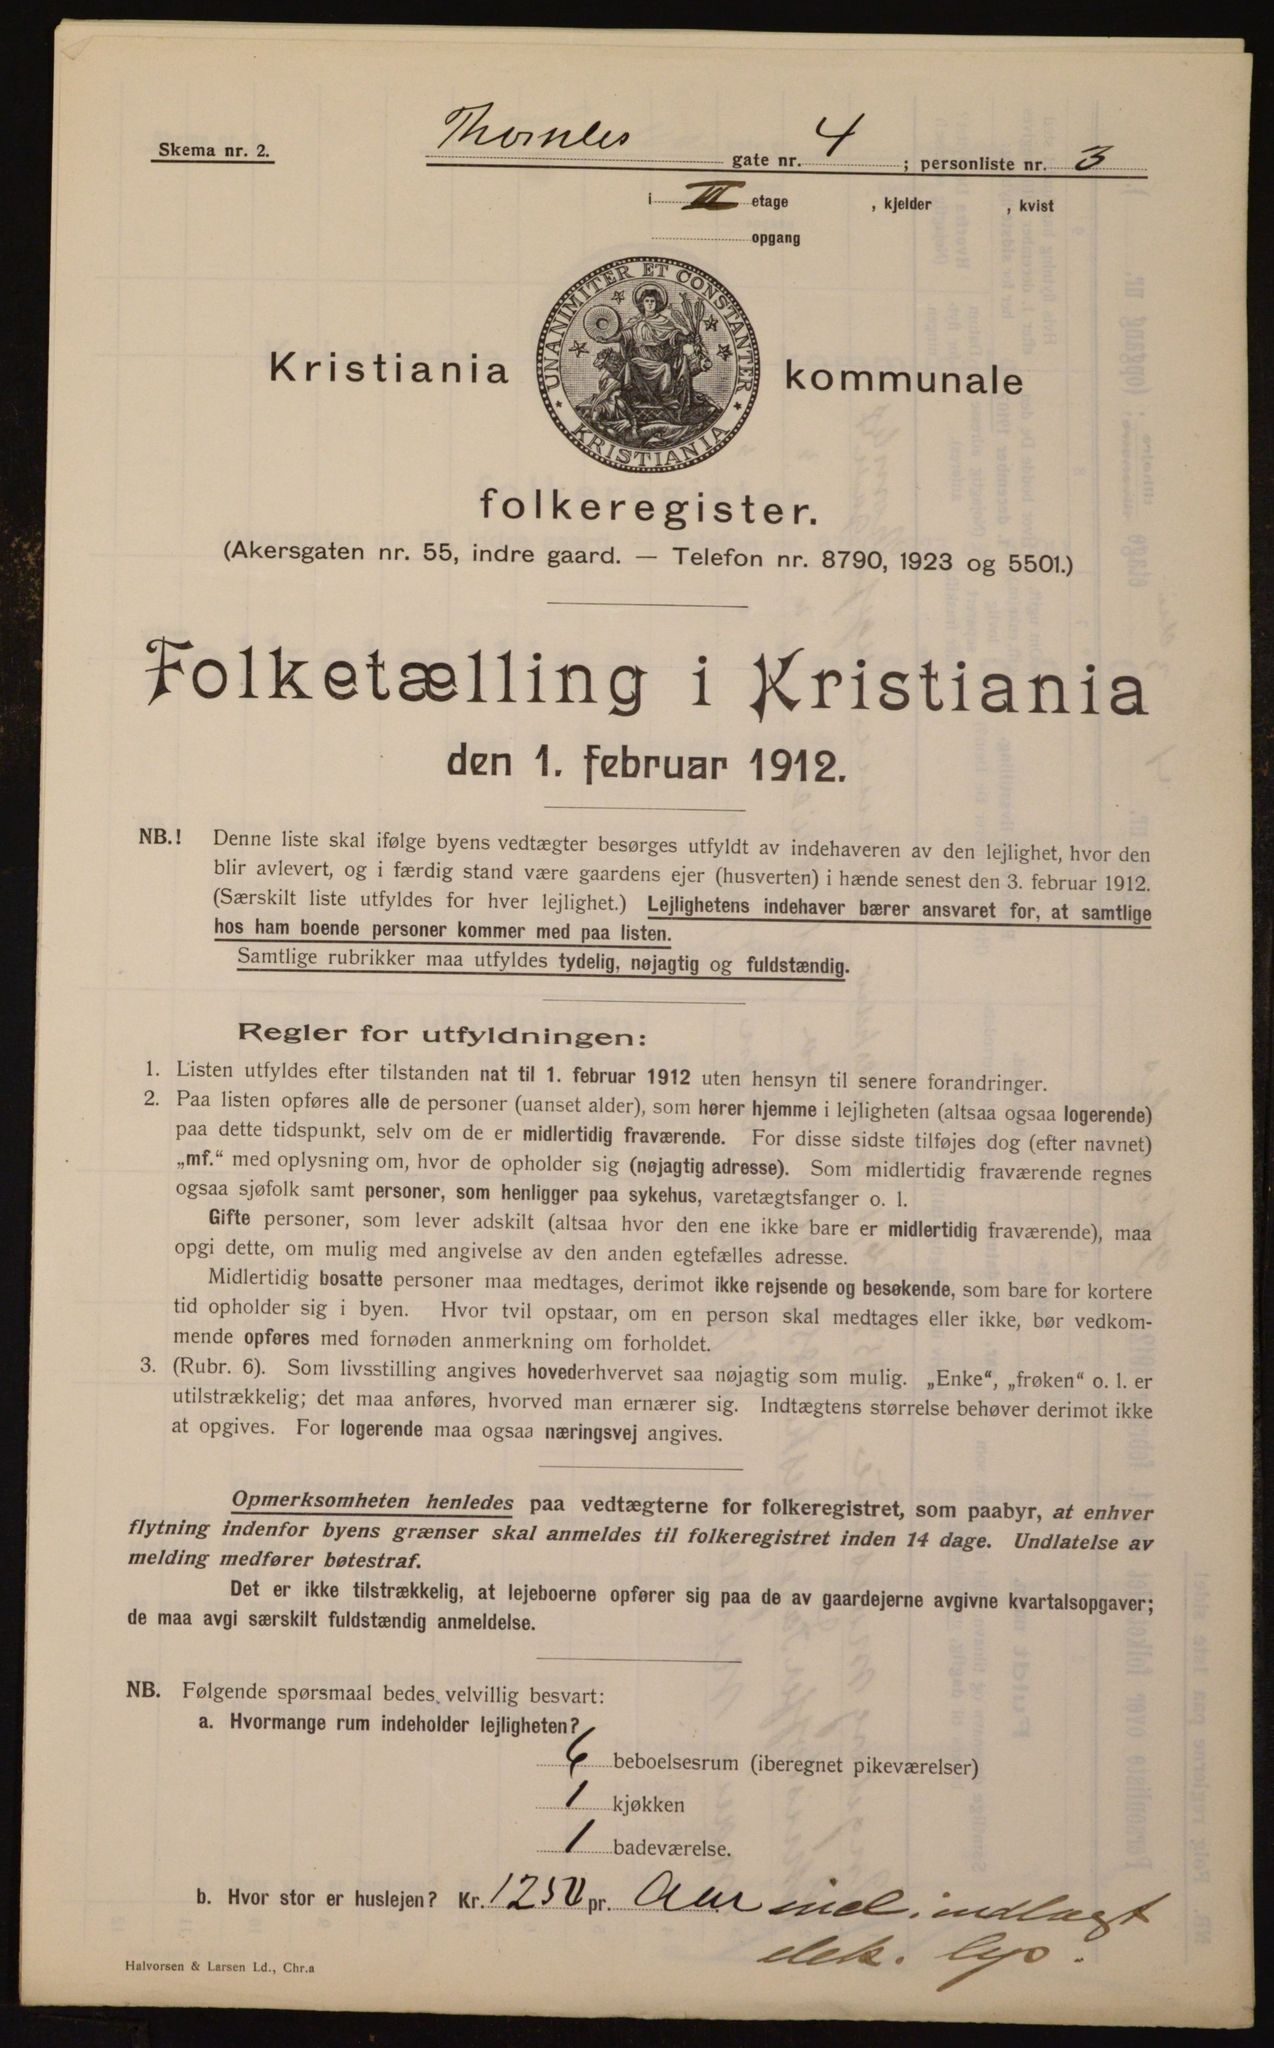 Skema nr. 2.
Thomles gate nr. 4 ; personliste nr. 3
i III etage , kjelder , kvist
opgang
UNANIMITER ET CONSTANTER
KRISTIANIA
Kristiania kommunale
folkeregister.
(Akersgaten nr. 55, indre gaard. — Telefon nr. 8790, 1923 og 5501.)
Folketælling i Kristiania
den 1. februar 1912.
NB.! Denne liste skal ifølge byens vedtægter besørges utfyldt av indehaveren av den lejlighet, hvor den
blir avlevert, og i færdig stand være gaardens ejer (husverten) i hænde senest den 3. februar 1912.
(Særskilt liste utfyldes for hver lejlighet.) Lejlighetens indehaver bærer ansvaret for, at samtlige
hos ham boende personer kommer med paa listen.
Samtlige rubrikker maa utfyldes tydelig, nøjagtig og fuldstændig.
Regler for utfyldningen:
1. Listen utfyldes efter tilstanden nat til 1. februar 1912 uten hensyn til senere forandringer.
2. Paa listen opføres alle de personer (uanset alder), som hører hjemme i lejligheten (altsaa ogsaa logerende)
paa dette tidspunkt, selv om de er midlertidig fraværende. For disse sidste tilføjes dog (efter navnet)
„mf.“ med oplysning om, hvor de opholder sig (nøjagtig adresse). Som midlertidig fraværende regnes
ogsaa sjøfolk samt personer, som henligger paa sykehus, varetægtsfanger o. l.
Gifte personer, som lever adskilt (altsaa hvor den ene ikke bare er midlertidig fraværende), maa
opgi dette, om mulig med angivelse av den anden egtefælles adresse.
Midlertidig bosatte personer maa medtages, derimot ikke rejsende og besøkende, som bare for kortere
tid opholder sig i byen. Hvor tvil opstaar, om en person skal medtages eller ikke, bør vedkom-
mende opføres med fornøden anmerkning om forholdet.
3. (Rubr. 6). Som livsstilling angives hovederhvervet saa nøjagtig som mulig. „Enke“, „frøken“ o. l. er
utilstrækkelig; det maa anføres, hvorved man ernærer sig. Indtægtens størrelse behøver derimot ikke
at opgives. For logerende maa ogsaa næringsvej angives.
Opmerksomheten henledes paa vedtægterne for folkeregistret, som paabyr, at enhver
flytning indenfor byens grænser skal anmeldes til folkeregistret inden 14 dage. Undlatelse av
melding medfører bøtestraf.
Det er ikke tilstrækkelig, at lejeboerne opfører sig paa de av gaardejerne avgivne kvartalsopgaver;
de maa avgi særskilt fuldstændig anmeldelse.
NB. Følgende spørsmaal bedes velvillig besvart:
a. Hvormange rum indeholder lejligheten?
6 beboelsesrum (iberegnet pikeværelser)
1 kjøkken
1 badeværelse.
b. Hvor stor er huslejen? Kr. 1250 pr. Aar incl. indlagt
elek. lys.
Halvorsen & Larsen Ld., Chr.a